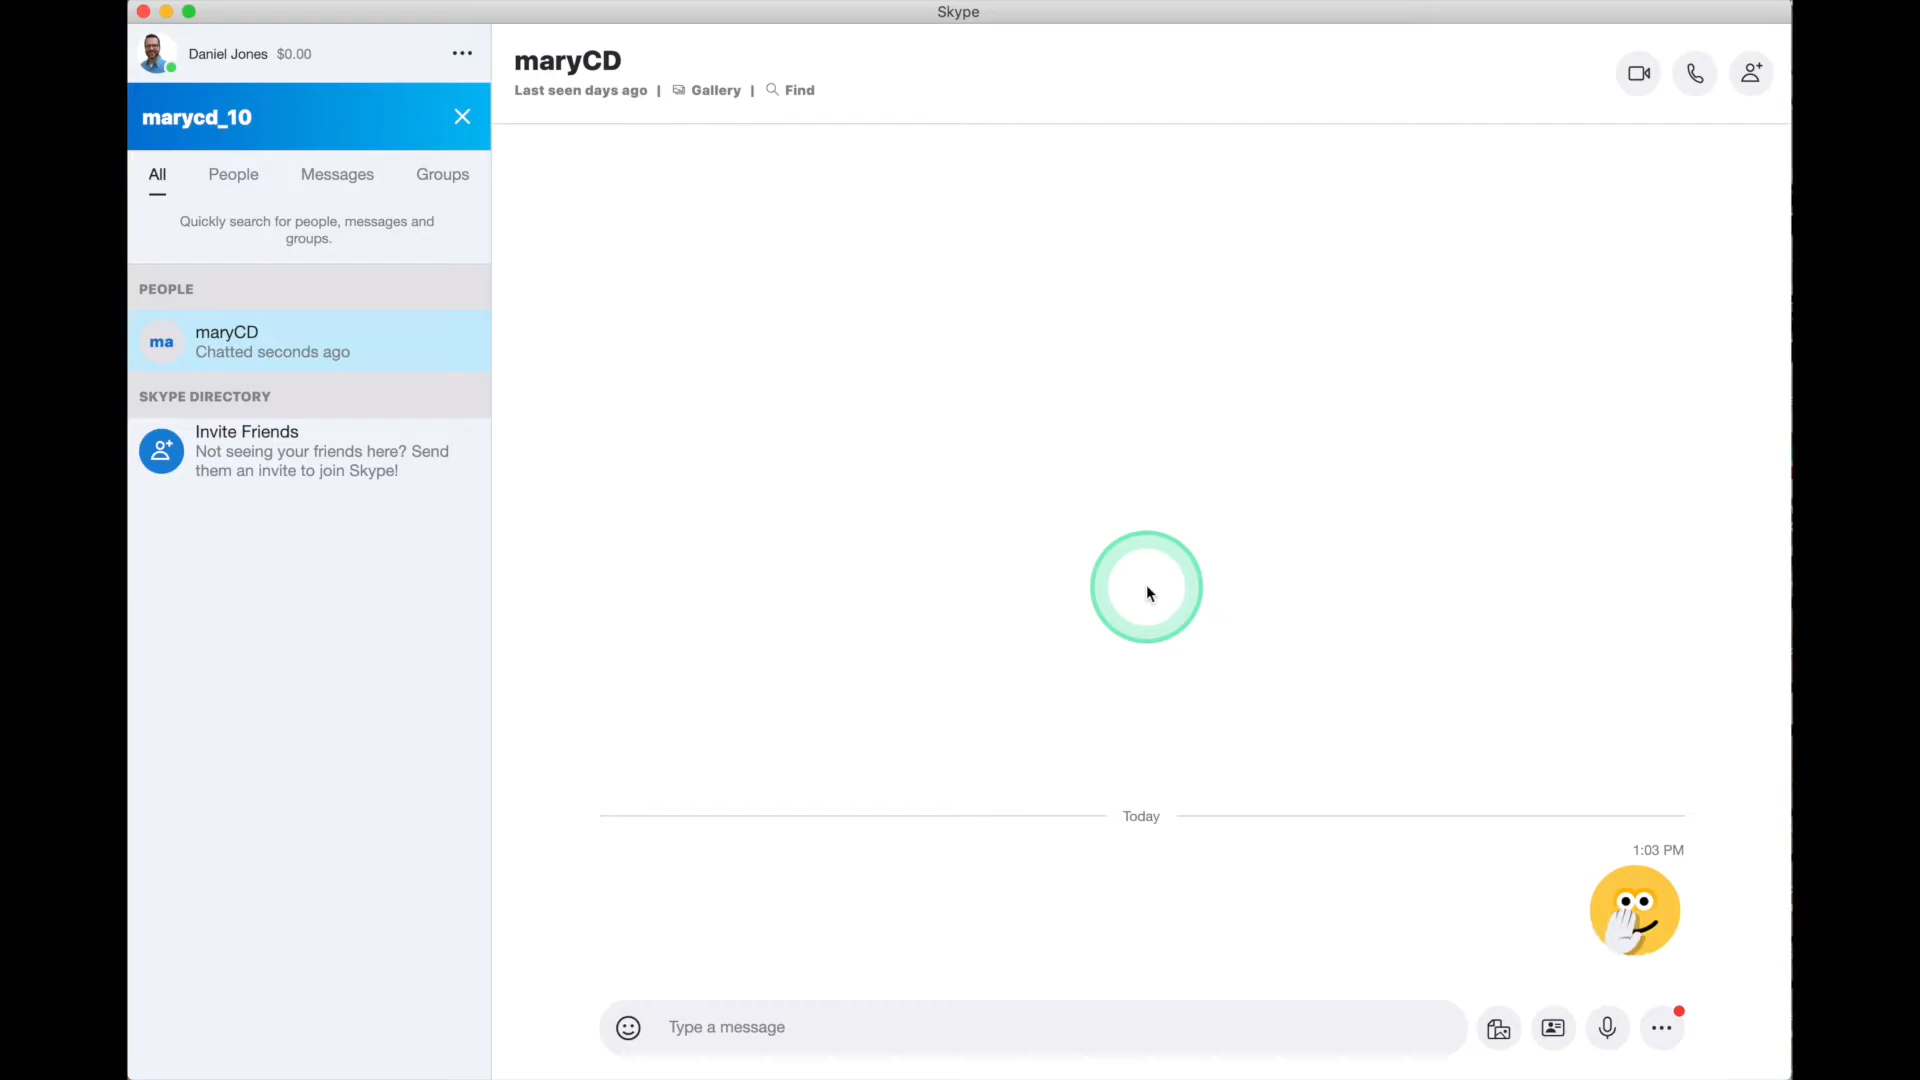 Skype
Daniel Jones $0.00
marycd_10
All People Messages Groups
Quickly search for people, messages and
groups.
PEOPLE
ma
maryCD
Chatted seconds ago
SKYPE DIRECTORY
Invite Friends
Not seeing your friends here? Send
them an invite to join Skype!
maryCD
Last seen days ago | Gallery | Find
Today
1:03 PM
Type a message